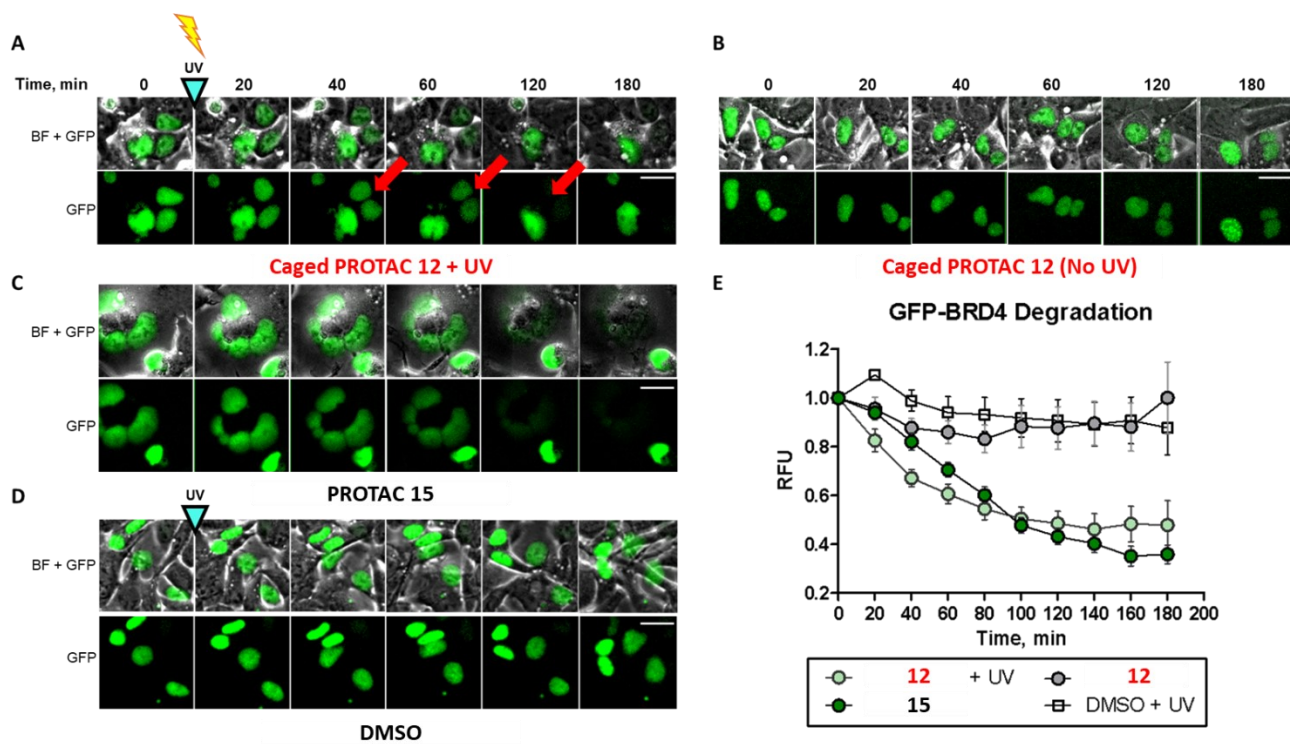 A
B
UV
Time, min 0 20 40 60 120 180
0 20 40 60 120 180
BF + GFP
GFP
Caged PROTAC 12 + UV
Caged PROTAC 12 (No UV)
C
E
BF + GFP
GFP
PROTAC 15
D
UV
BF + GFP
GFP
DMSO
GFP-BRD4 Degradation
1.2
1.0
0.8
0.6
0.4
0.2
RFU
0 20 40 60 80 100 120 140 160 180 200
Time, min
12 + UV
12
15
DMSO + UV